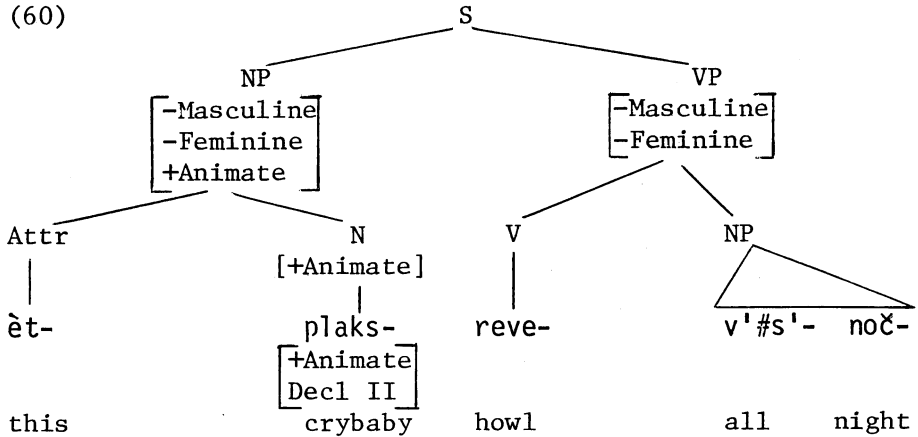 (60) S
NP VP
-Masculine -Masculine
-Feminine -Feminine
+Animate
Attr N V NP
[+Animate]
èt- plaks- reve- v'#s'- noč-
+Animate
Decl II
this crybaby howl all night